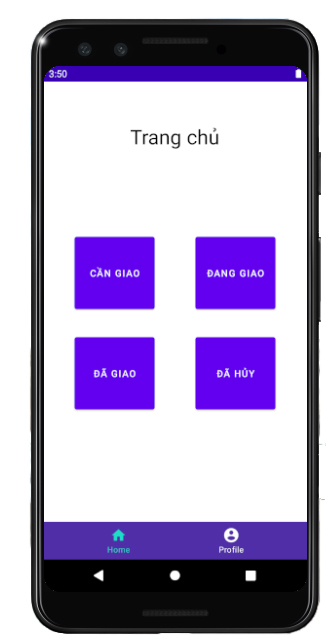 3:50
Trang chủ
CẦN GIAO
ĐANG GIAO
ĐÃ GIAO
ĐÃ HỦY
Home
Profile